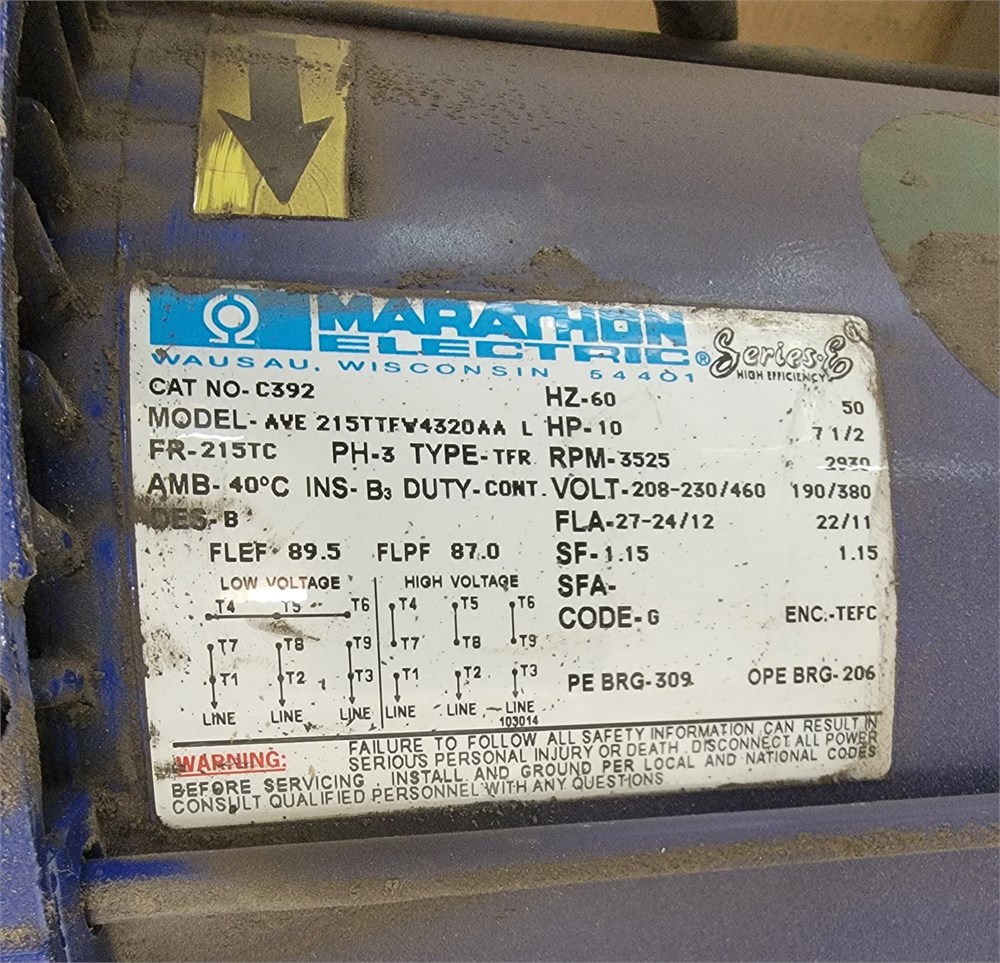 MARATHON
ELECTRIC®
WAUSAU, WISCONSIN 54401
Series·E
HIGH EFFICIENCY
CAT NO- C392
HZ-60 50
MODEL- AVE 215TTFW4320AA L HP-10 7 1/2
FR-215TC PH-3 TYPE-TFR RPM-3525 2930
AMB- 40°C INS- B3 DUTY-CONT. VOLT-208-230/460 190/380
DES- B FLA-27-24/12 22/11
FLEF 89.5 FLPF 87.0 SF-1.15 1.15
SFA-
LOW VOLTAGE HIGH VOLTAGE
T4 T5 T6 T4 T5 T6
CODE-G ENC.-TEFC
T7 T8 T9 T7 T8 T9
T1 T2 T3 T1 T2 T3
PE BRG-309 OPE BRG-206
LINE LINE LINE LINE LINE LINE
103014
WARNING: FAILURE TO FOLLOW ALL SAFETY INFORMATION CAN RESULT IN
SERIOUS PERSONAL INJURY OR DEATH. DISCONNECT ALL POWER
BEFORE SERVICING. INSTALL AND GROUND PER LOCAL AND NATIONAL CODES
CONSULT QUALIFIED PERSONNEL WITH ANY QUESTIONS